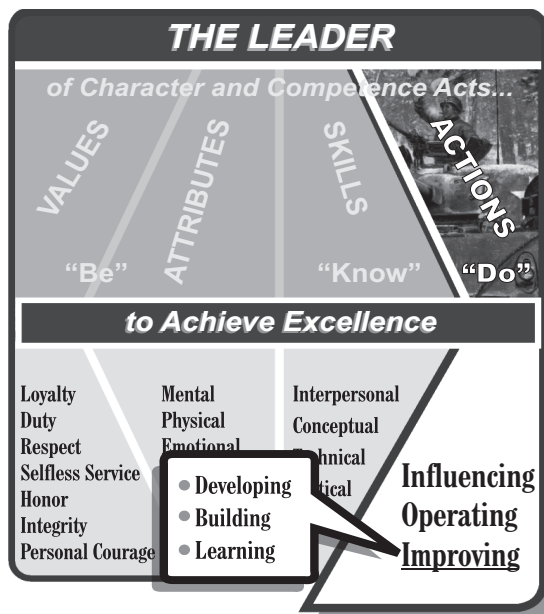 THE LEADER
of Character and Competence Acts...
VALUES
ATTRIBUTES
SKILLS
ACTIONS
“Be”
“Know”
“Do”
to Achieve Excellence
Loyalty
Duty
Respect
Selfless Service
Honor
Integrity
Personal Courage
Mental
Physical
Emotional
Interpersonal
Conceptual
Developing
Building
Learning
Influencing
Operating
Improving